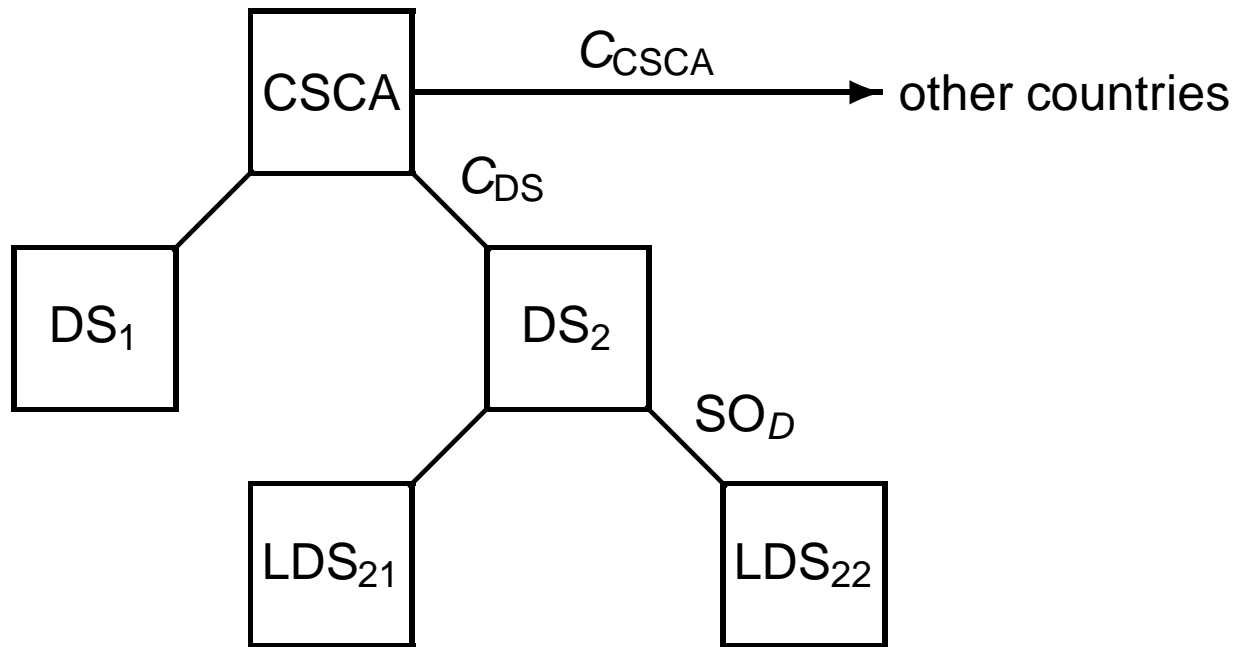 C_CSCA
CSCA
other countries
C_DS
DS₁
DS₂
SO_D
LDS₂₁
LDS₂₂